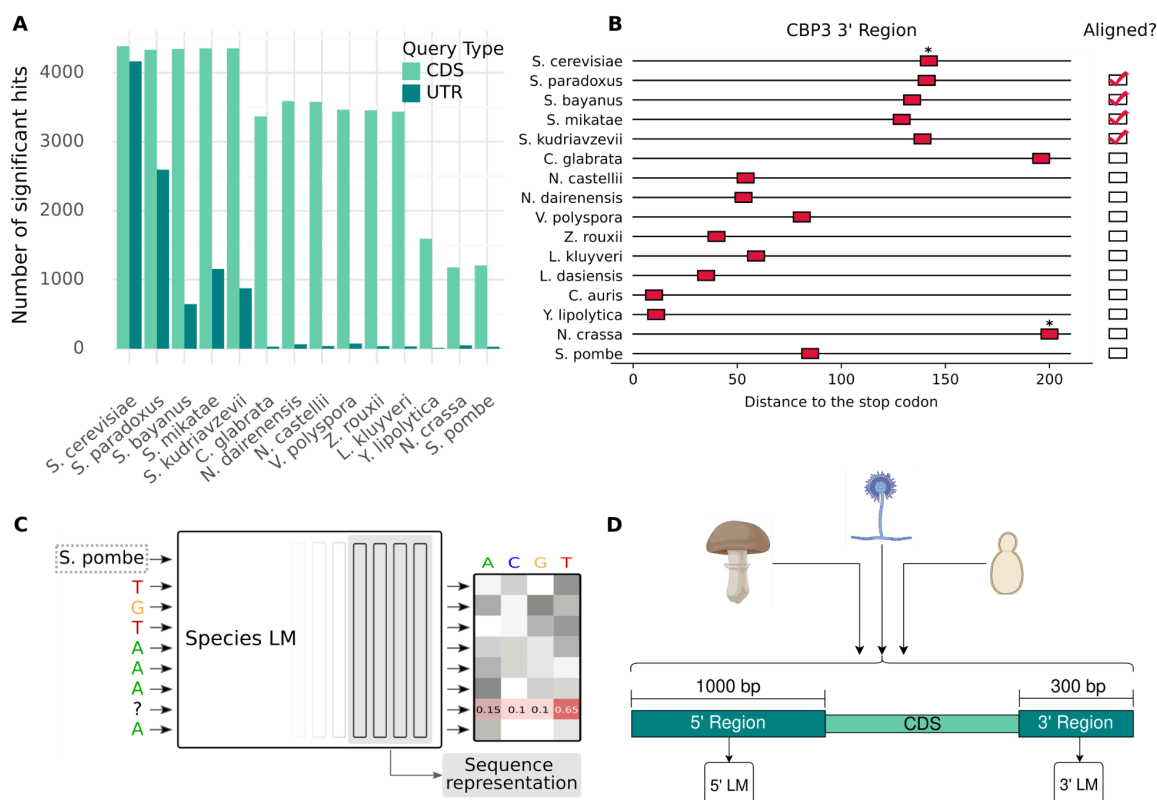 A
Number of significant hits
4000
3000
2000
1000
0
Query Type
CDS
UTR
S. cerevisiae
S. paradoxus
S. bayanus
S. mikatae
S. kudriavzevii
C. glabrata
N. dairenensis
N. castellii
V. polyspora
Z. rouxii
L. kluyveri
Y. lipolytica
N. crassa
S. pombe
B
CBP3 3' Region
Aligned?
S. cerevisiae
*
S. paradoxus
S. bayanus
S. mikatae
S. kudriavzevii
C. glabrata
N. castellii
N. dairenensis
V. polyspora
Z. rouxii
L. kluyveri
L. dasiensis
C. auris
Y. lipolytica
N. crassa
*
S. pombe
0 50 100 150 200
Distance to the stop codon
C
S. pombe
T
G
T
A
A
A
?
A
Species LM
A C G T
0.15 0.1 0.1 0.65
Sequence
representation
D
1000 bp
300 bp
5' Region
CDS
3' Region
5' LM
3' LM